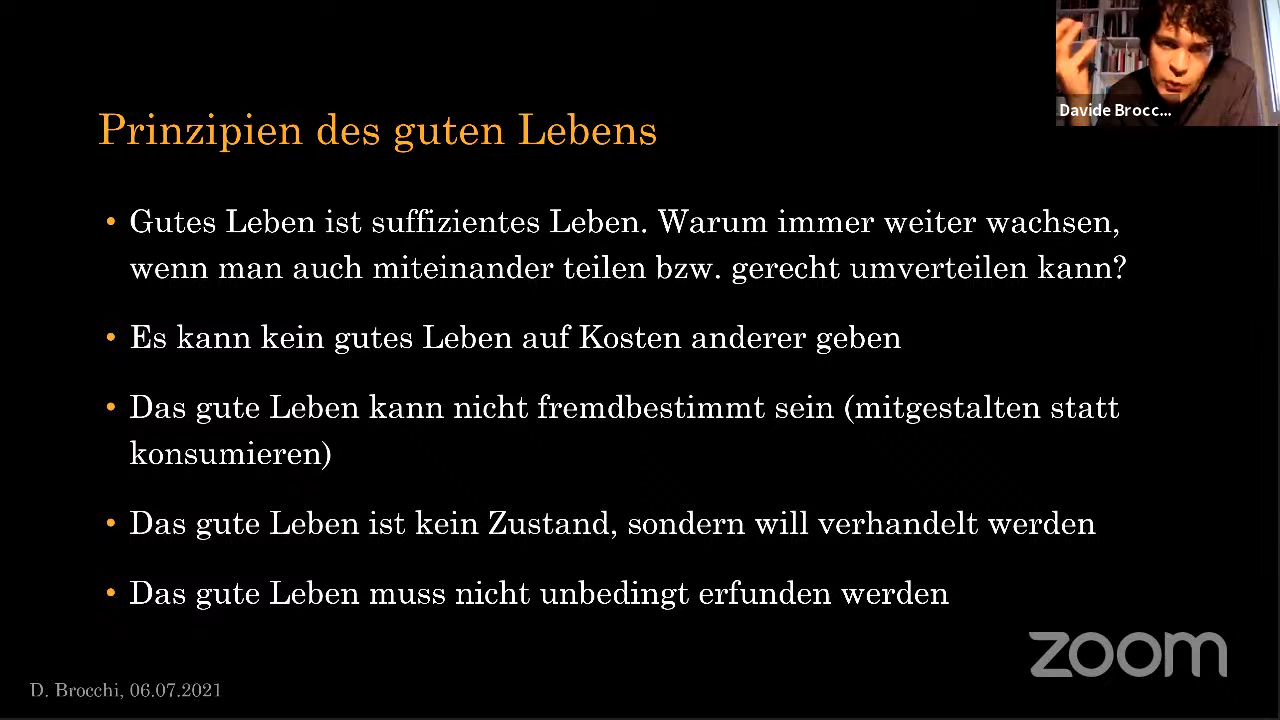 Davide Brocc...
Prinzipien des guten Lebens
• Gutes Leben ist suffizientes Leben. Warum immer weiter wachsen,
wenn man auch miteinander teilen bzw. gerecht umverteilen kann?
• Es kann kein gutes Leben auf Kosten anderer geben
• Das gute Leben kann nicht fremdbestimmt sein (mitgestalten statt
konsumieren)
• Das gute Leben ist kein Zustand, sondern will verhandelt werden
• Das gute Leben muss nicht unbedingt erfunden werden
zoom
D. Brocchi, 06.07.2021